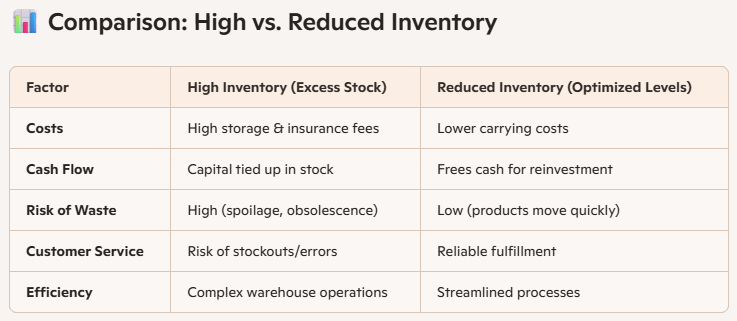 Comparison: High vs. Reduced Inventory
Factor High Inventory (Excess Stock) Reduced Inventory (Optimized Levels)
Costs High storage & insurance fees Lower carrying costs
Cash Flow Capital tied up in stock Frees cash for reinvestment
Risk of Waste High (spoilage, obsolescence) Low (products move quickly)
Customer Service Risk of stockouts/errors Reliable fulfillment
Efficiency Complex warehouse operations Streamlined processes